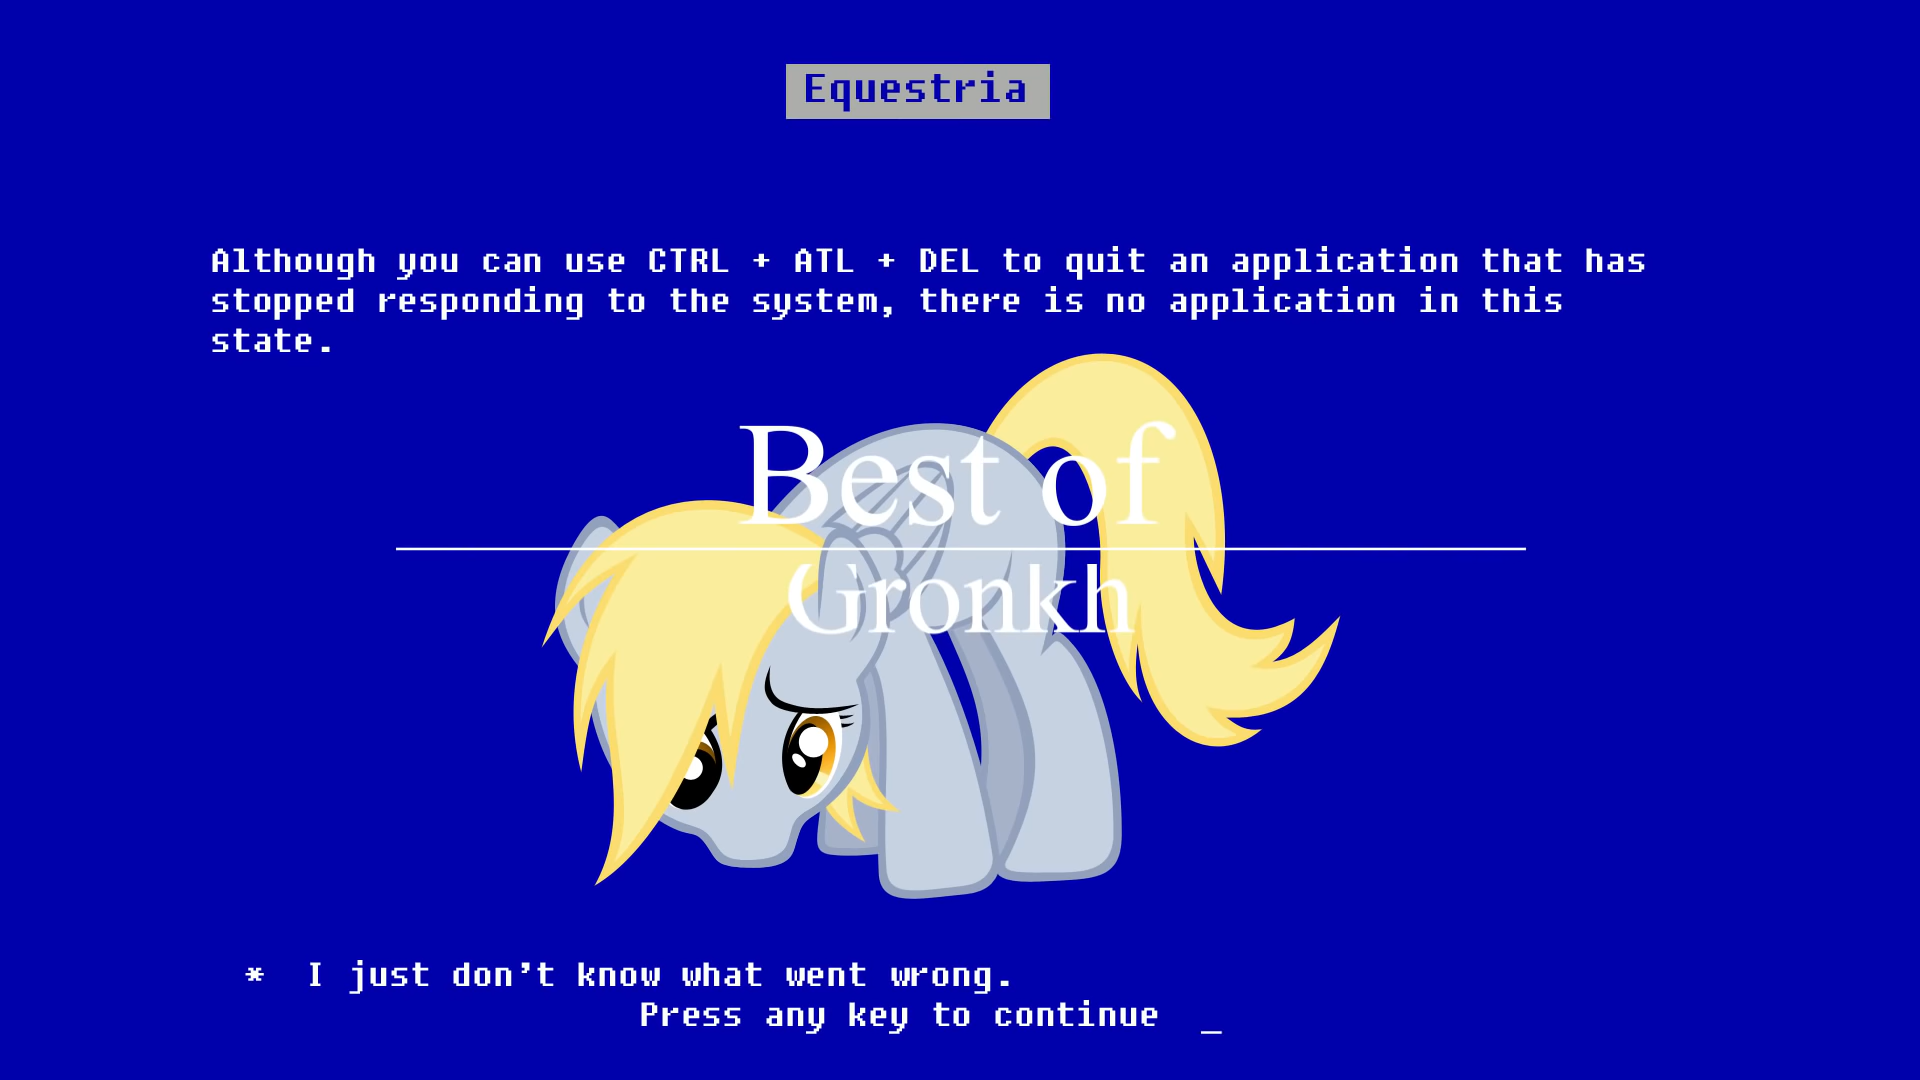 Equestria
Although you can use CTRL + ATL + DEL to quit an application that has
stopped responding to the system, there is no application in this
state.
Best of
Gronkh
* I just don't know what went wrong.
Press any key to continue _